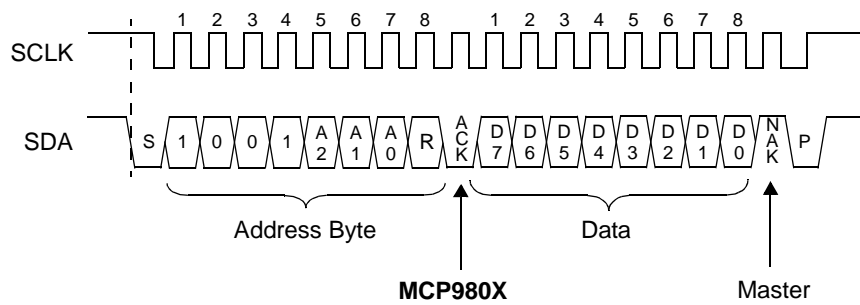 1 2 3 4 5 6 7 8 1 2 3 4 5 6 7 8
SCLK
SDA S 1 0 0 1 A2 A1 A0 R ACK D7 D6 D5 D4 D3 D2 D1 D0 NAK P
Address Byte Data
MCP980X Master